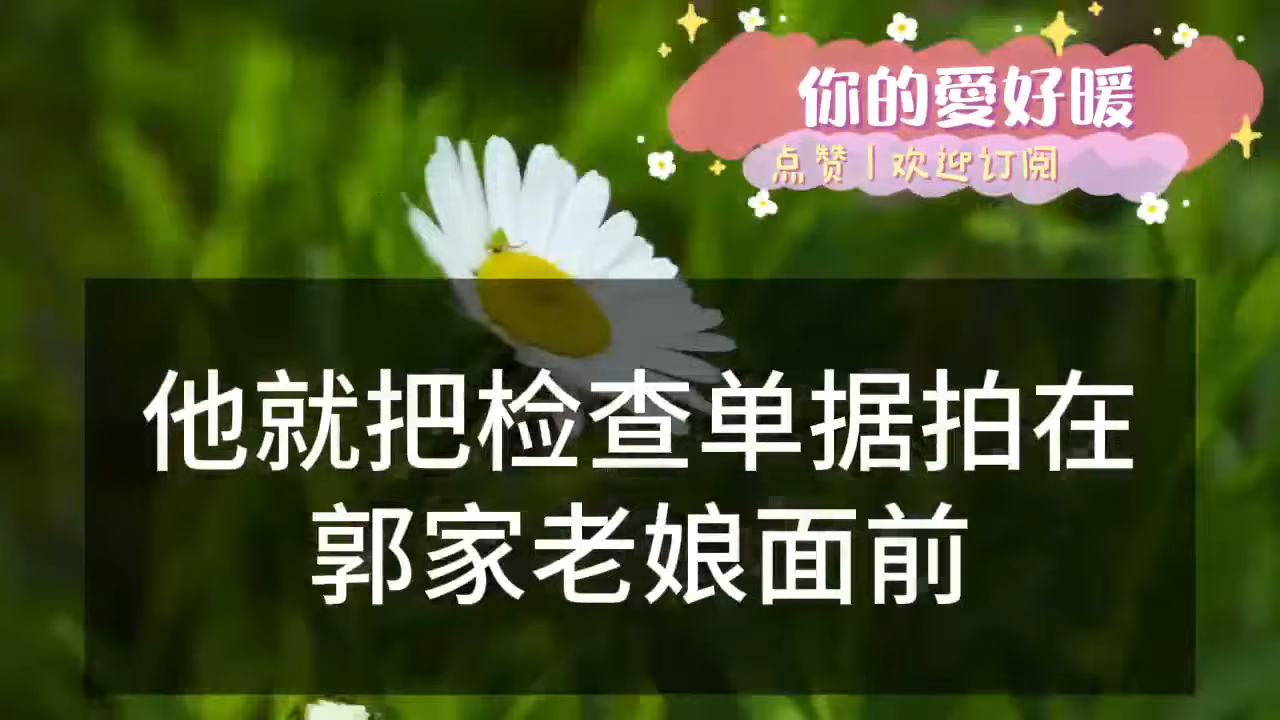 你的愛好暖
点赞 | 欢迎订阅
他就把检查单据拍在
郭家老娘面前